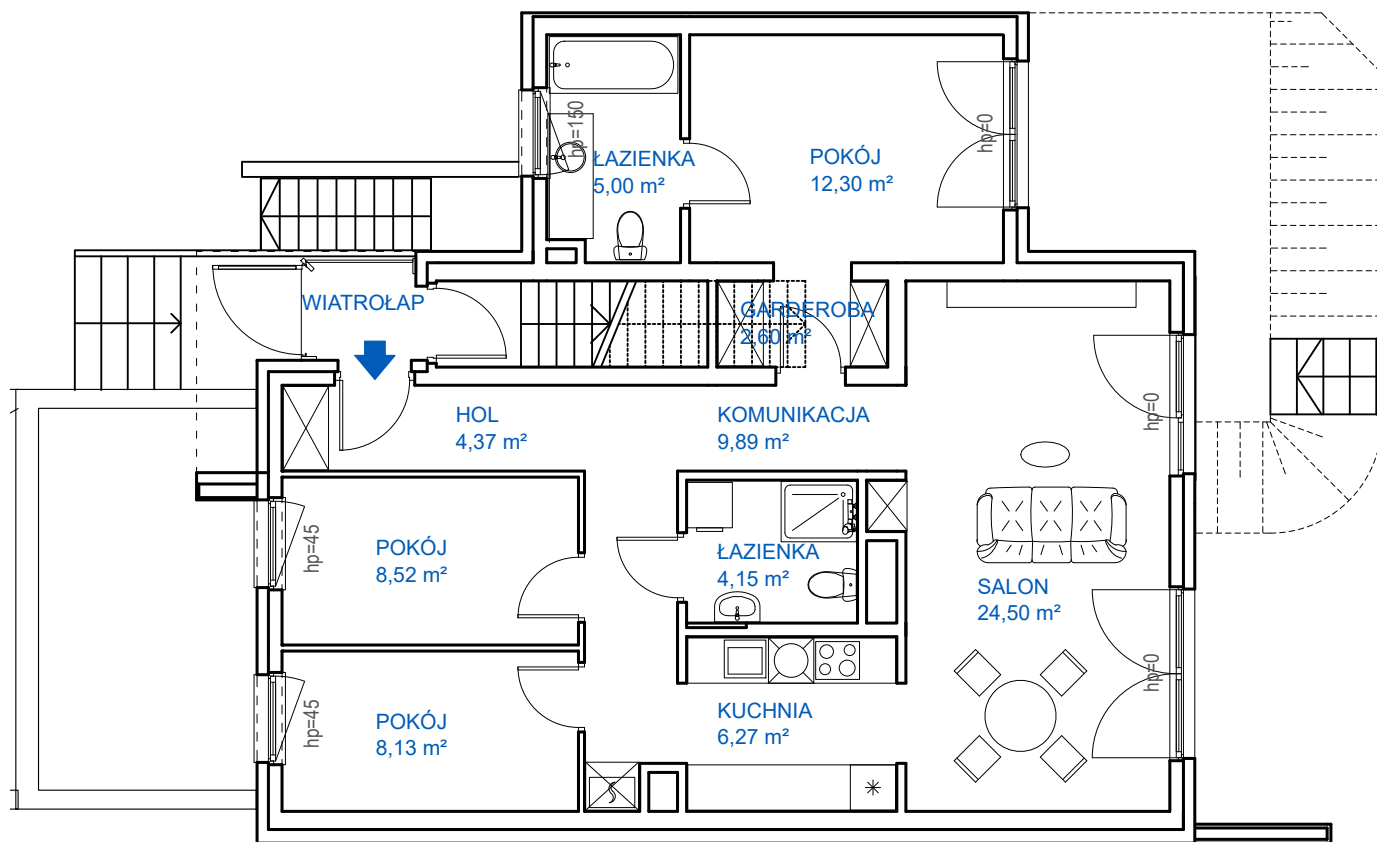 hp=150
ŁAZIENKA
5,00 m²
POKÓJ
12,30 m²
hp=0
WIATROŁAP
GARDEROBA
2,60 m²
HOL
4,37 m²
KOMUNIKACJA
9,89 m²
hp=0
POKÓJ
8,52 m²
hp=45
ŁAZIENKA
4,15 m²
SALON
24,50 m²
POKÓJ
8,13 m²
hp=45
KUCHNIA
6,27 m²
hp=0